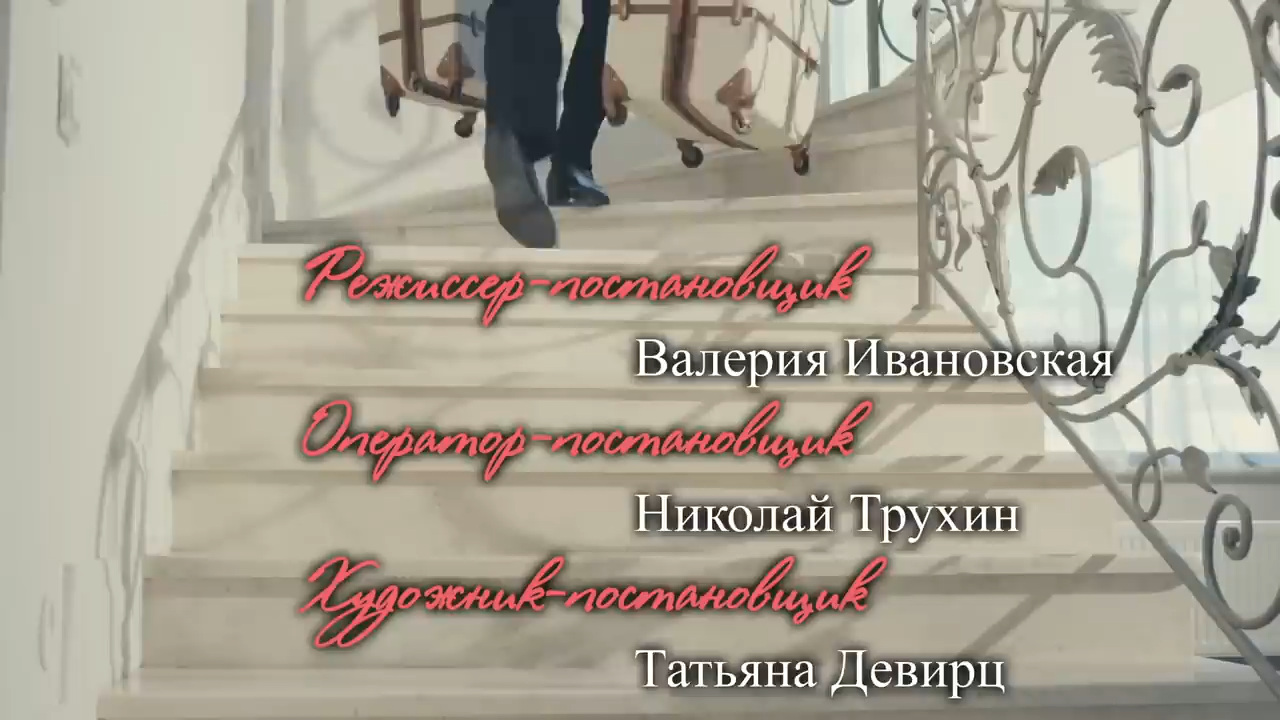 Режиссер-постановщик
Валерия Ивановская
Оператор-постановщик
Николай Трухин
Художник-постановщик
Татьяна Девирц